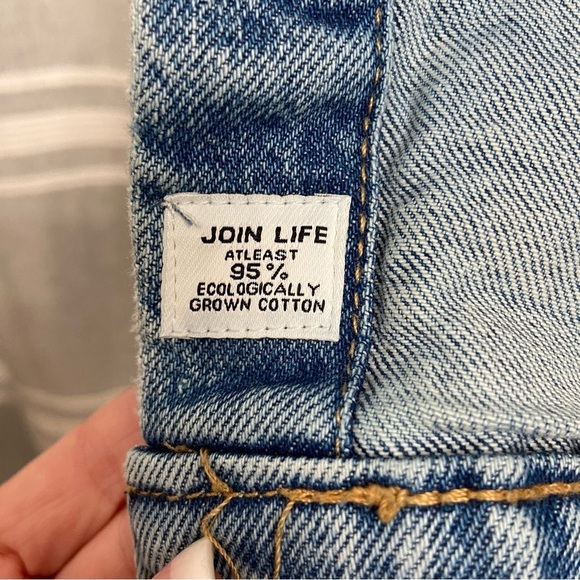 JOIN LIFE
ATLEAST
95%
ECOLOGICALLY
GROWN COTTON